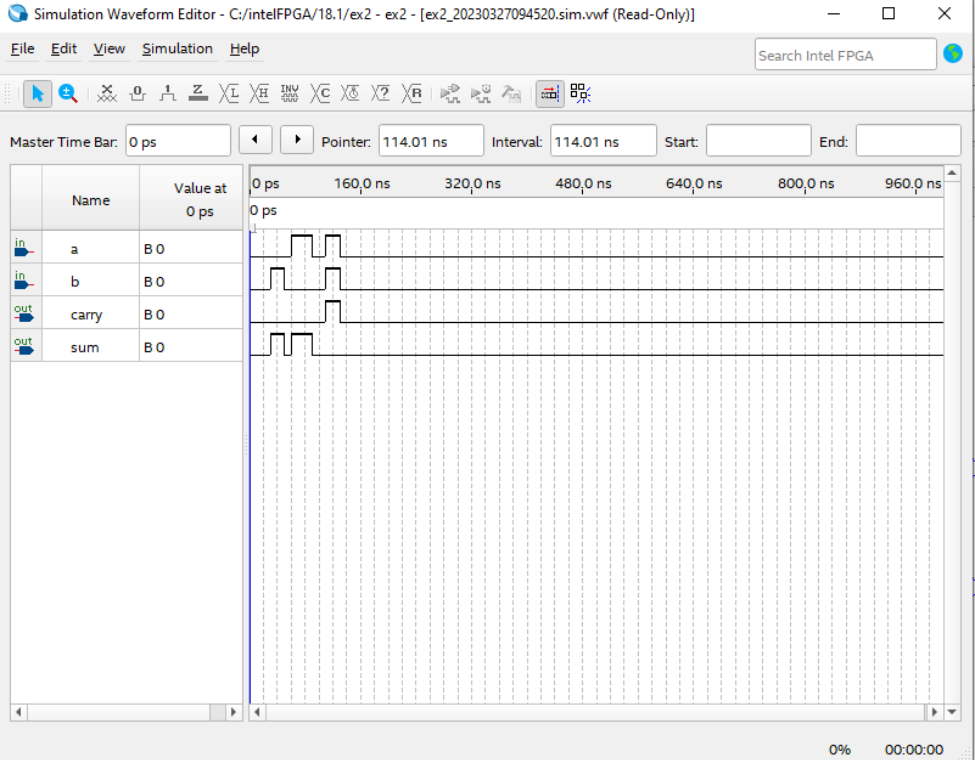 Simulation Waveform Editor - C:/intelFPGA/18.1/ex2 - ex2 - [ex2_20230327094520.sim.vwf (Read-Only)]
File Edit View Simulation Help
Search Intel FPGA
Master Time Bar: 0 ps Pointer: 114.01 ns Interval: 114.01 ns Start: End:
Name Value at 0 ps
0 ps 160.0 ns 320.0 ns 480.0 ns 640.0 ns 800.0 ns 960.0 ns
0 ps
in a B 0
in b B 0
out carry B 0
out sum B 0
0% 00:00:00